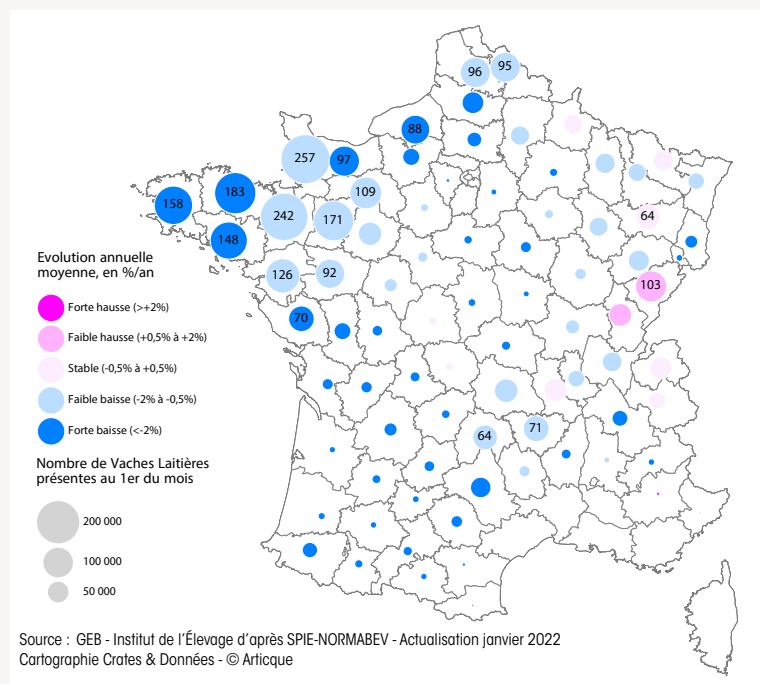 96
95
88
257
97
109
183
158
242
171
148
64
126
92
103
70
71
64
Evolution annuelle
moyenne, en %/an
Forte hausse (>+2%)
Faible hausse (+0,5% à +2%)
Stable (-0,5% à +0,5%)
Faible baisse (-2% à -0,5%)
Forte baisse (<-2%)
Nombre de Vaches Laitières
présentes au 1er du mois
200 000
100 000
50 000
Source : GEB - Institut de l'Élevage d'après SPIE-NORMABEV - Actualisation janvier 2022
Cartographie Crates & Données - © Articque